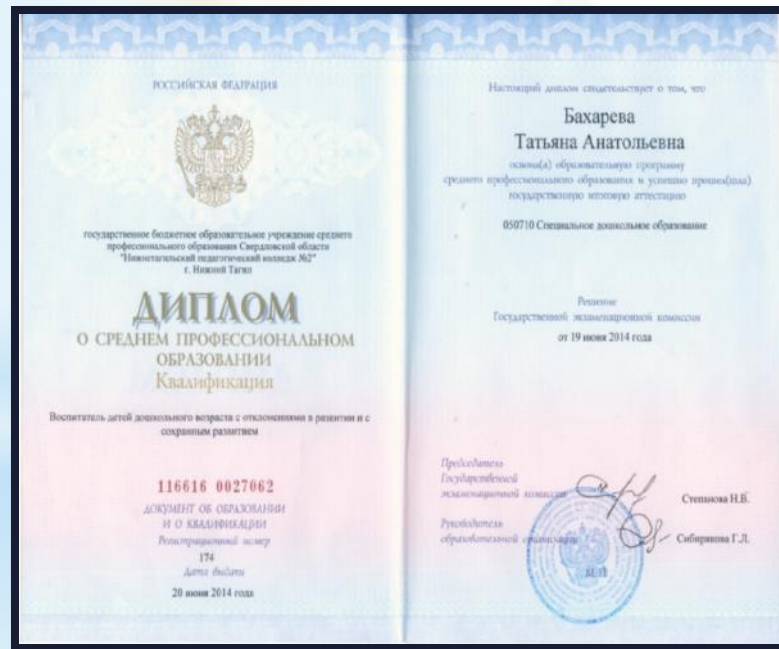 РОССИЙСКАЯ ФЕДЕРАЦИЯ
государственное бюджетное образовательное учреждение среднего
профессионального образования Свердловской области
"Нижнетагильский педагогический колледж №2"
г. Нижний Тагил
ДИПЛОМ
О СРЕДНЕМ ПРОФЕССИОНАЛЬНОМ
ОБРАЗОВАНИИ
Квалификация
Воспитатель детей дошкольного возраста с отклонениями в развитии и с
сохранным развитием
116616 0027062
ДОКУМЕНТ ОБ ОБРАЗОВАНИИ
И О КВАЛИФИКАЦИИ
Регистрационный номер
174
Дата выдачи
20 июня 2014 года
Настоящий диплом свидетельствует о том, что
Бахарева
Татьяна Анатольевна
освоил(а) образовательную программу
среднего профессионального образования и успешно прошел(шла)
государственную итоговую аттестацию
050710 Специальное дошкольное образование
Решение
Государственной экзаменационной комиссии
от 19 июня 2014 года
Председатель
Государственной
экзаменационной комиссии
Степанова Н.В.
Руководитель
образовательной организации
Сибирякова Г.Л.
М.П.